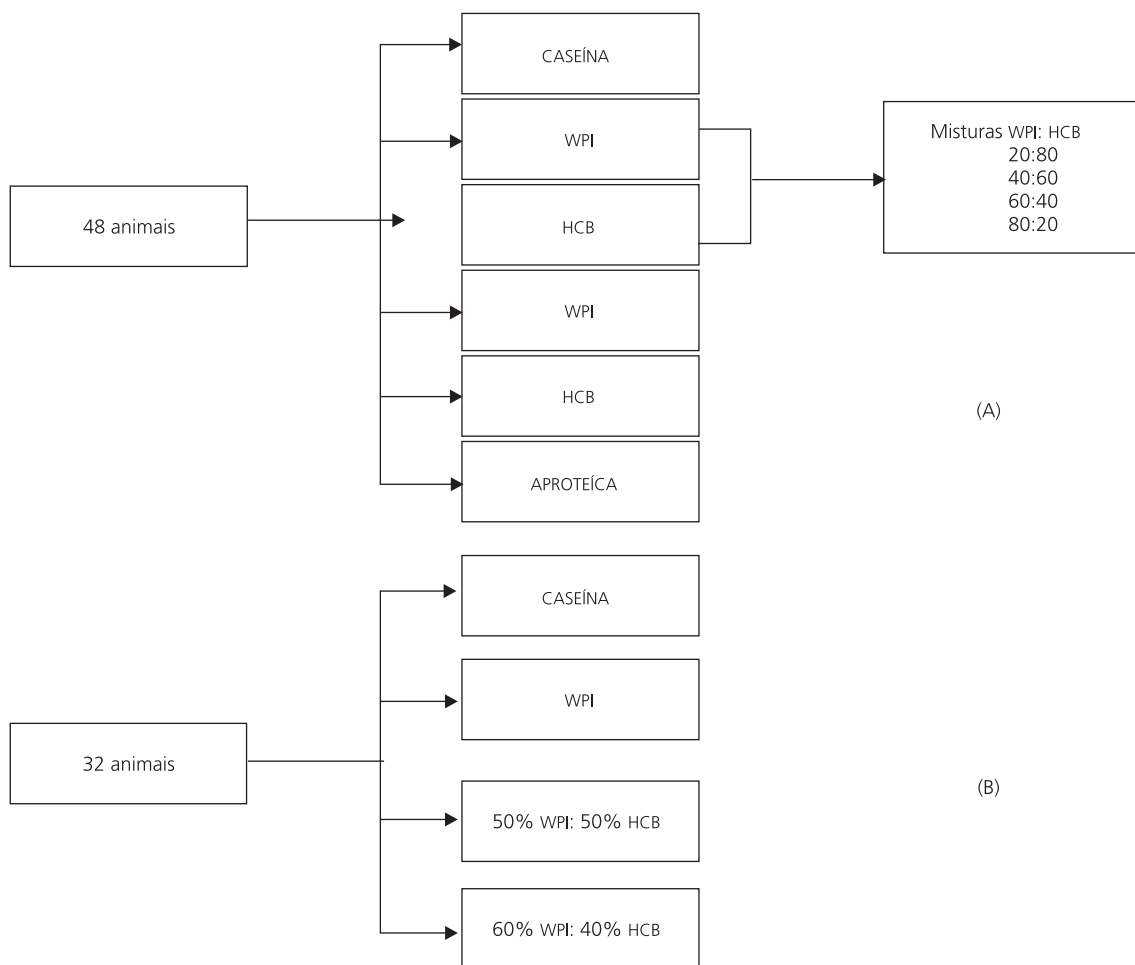 48 animais
CASEÍNA
WPI
HCB
WPI
HCB
APROTEÍCA
Misturas WPI: HCB
20:80
40:60
60:40
80:20
(A)
32 animais
CASEÍNA
WPI
50% WPI: 50% HCB
60% WPI: 40% HCB
(B)